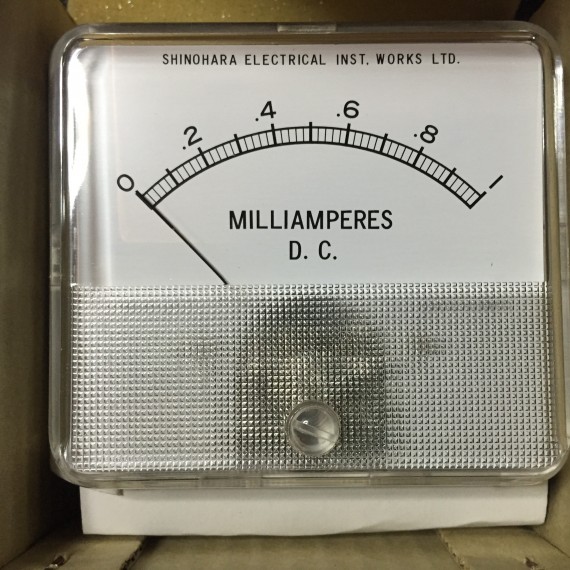 SHINOHARA ELECTRICAL INST. WORKS LTD.
0 .2 .4 .6 .8 1
MILLIAMPERES
D. C.